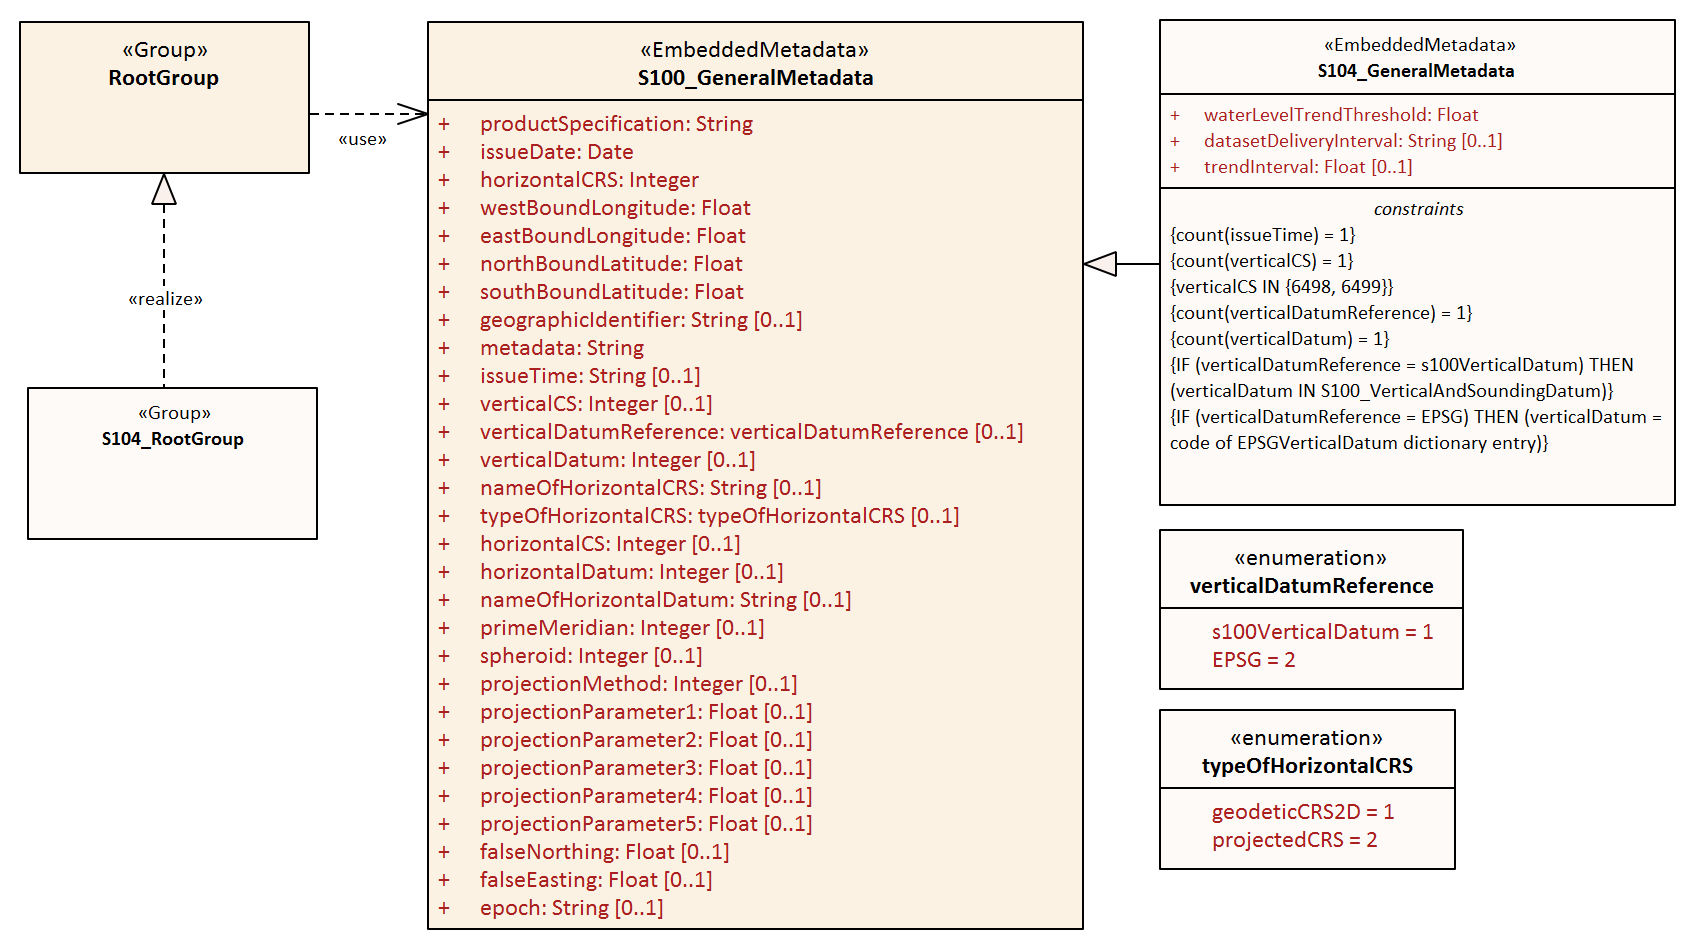 «Group»
RootGroup
«use»
«realize»
«Group»
S104_RootGroup
«EmbeddedMetadata»
S100_GeneralMetadata
+ productSpecification: String
+ issueDate: Date
+ horizontalCRS: Integer
+ westBoundLongitude: Float
+ eastBoundLongitude: Float
+ northBoundLatitude: Float
+ southBoundLatitude: Float
+ geographicIdentifier: String [0..1]
+ metadata: String
+ issueTime: String [0..1]
+ verticalCS: Integer [0..1]
+ verticalDatumReference: verticalDatumReference [0..1]
+ verticalDatum: Integer [0..1]
+ nameOfHorizontalCRS: String [0..1]
+ typeOfHorizontalCRS: typeOfHorizontalCRS [0..1]
+ horizontalCS: Integer [0..1]
+ horizontalDatum: Integer [0..1]
+ nameOfHorizontalDatum: String [0..1]
+ primeMeridian: Integer [0..1]
+ spheroid: Integer [0..1]
+ projectionMethod: Integer [0..1]
+ projectionParameter1: Float [0..1]
+ projectionParameter2: Float [0..1]
+ projectionParameter3: Float [0..1]
+ projectionParameter4: Float [0..1]
+ projectionParameter5: Float [0..1]
+ falseNorthing: Float [0..1]
+ falseEasting: Float [0..1]
+ epoch: String [0..1]
«EmbeddedMetadata»
S104_GeneralMetadata
+ waterLevelTrendThreshold: Float
+ datasetDeliveryInterval: String [0..1]
+ trendInterval: Float [0..1]
constraints
{count(issueTime) = 1}
{count(verticalCS) = 1}
{verticalCS IN {6498, 6499}}
{count(verticalDatumReference) = 1}
{count(verticalDatum) = 1}
{IF (verticalDatumReference = s100VerticalDatum) THEN
(verticalDatum IN S100_VerticalAndSoundingDatum)}
{IF (verticalDatumReference = EPSG) THEN (verticalDatum =
code of EPSGVerticalDatum dictionary entry)}
«enumeration»
verticalDatumReference
s100VerticalDatum = 1
EPSG = 2
«enumeration»
typeOfHorizontalCRS
geodeticCRS2D = 1
projectedCRS = 2